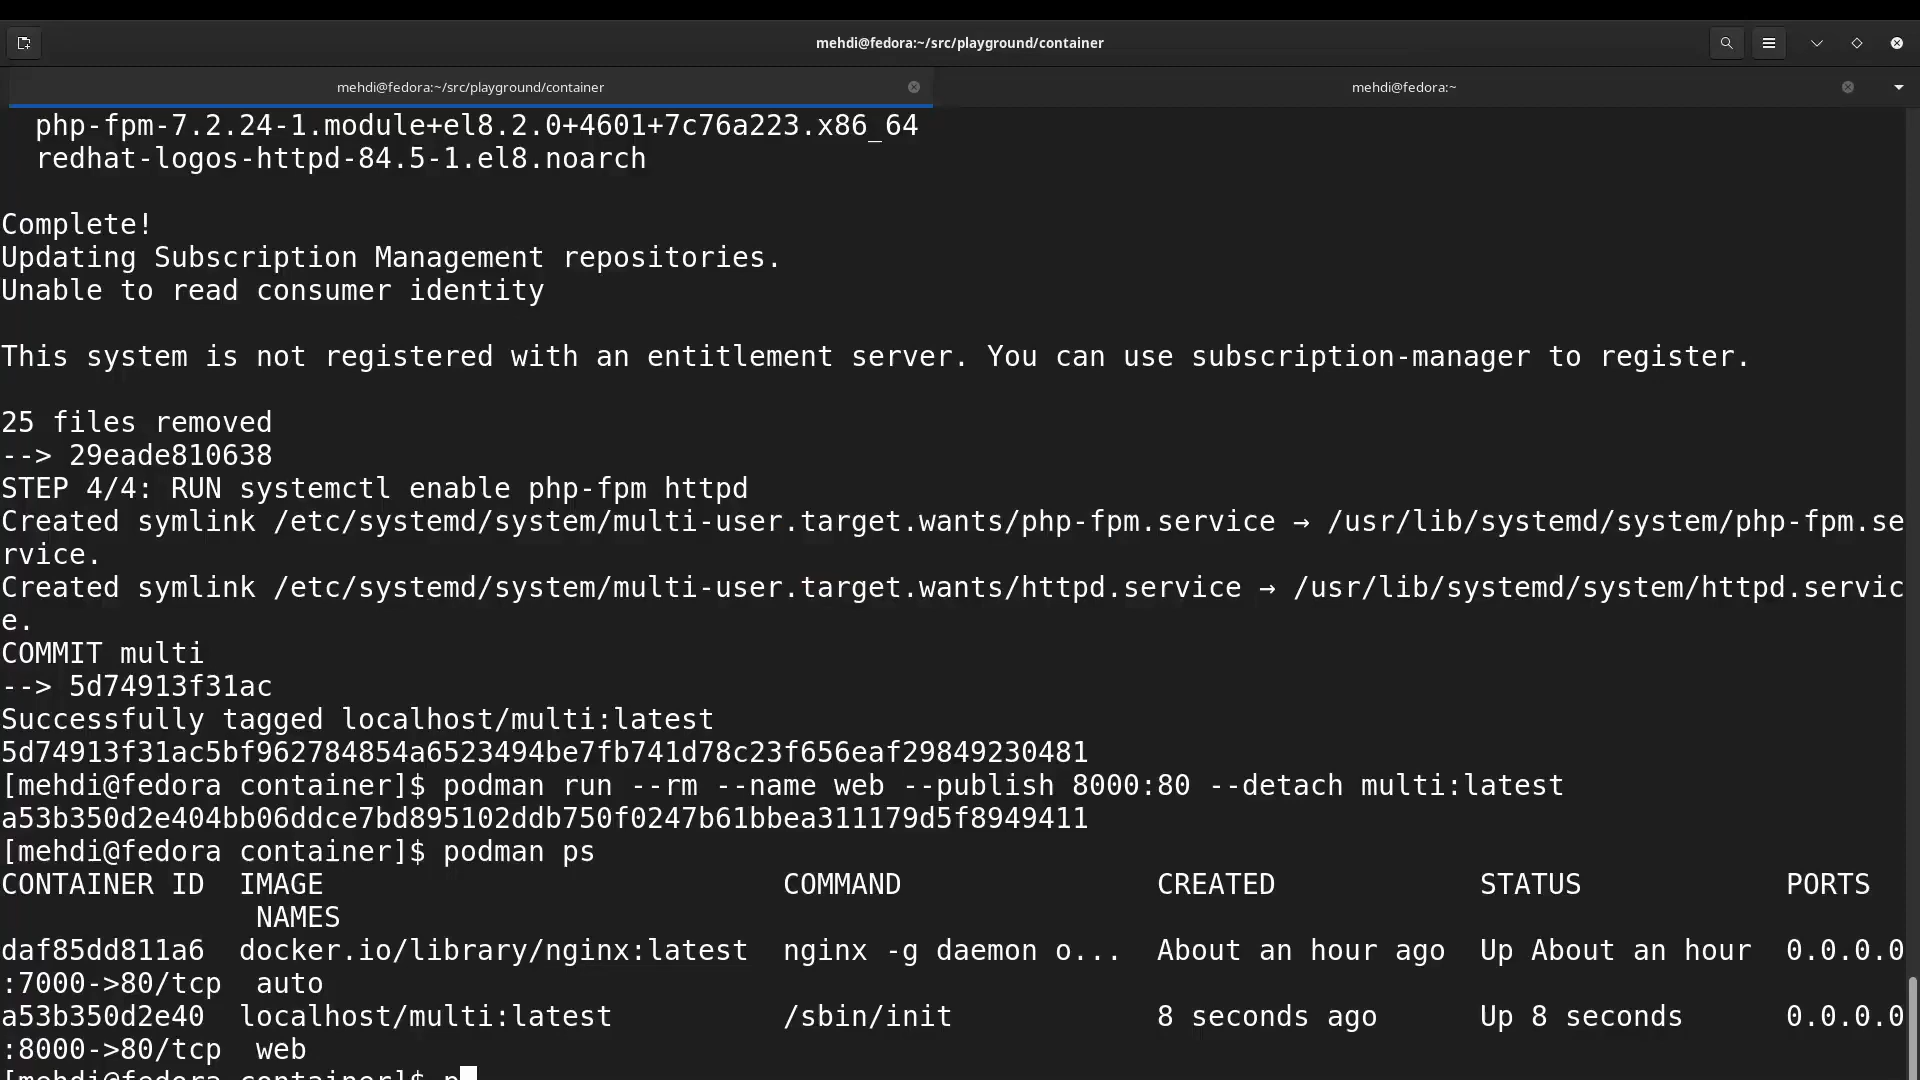 mehdi@fedora:~/src/playground/container
mehdi@fedora:~/src/playground/container
mehdi@fedora:~
php-fpm-7.2.24-1.module+el8.2.0+4601+7c76a223.x86_64
redhat-logos-httpd-84.5-1.el8.noarch
Complete!
Updating Subscription Management repositories.
Unable to read consumer identity
This system is not registered with an entitlement server. You can use subscription-manager to register.
25 files removed
--> 29eade810638
STEP 4/4: RUN systemctl enable php-fpm httpd
Created symlink /etc/systemd/system/multi-user.target.wants/php-fpm.service → /usr/lib/systemd/system/php-fpm.se
rvice.
Created symlink /etc/systemd/system/multi-user.target.wants/httpd.service → /usr/lib/systemd/system/httpd.servic
e.
COMMIT multi
--> 5d74913f31ac
Successfully tagged localhost/multi:latest
5d74913f31ac5bf962784854a6523494be7fb741d78c23f656eaf29849230481
[mehdi@fedora container]$ podman run --rm --name web --publish 8000:80 --detach multi:latest
a53b350d2e404bb06ddce7bd895102ddb750f0247b61bbea311179d5f8949411
[mehdi@fedora container]$ podman ps
CONTAINER ID  IMAGE                           COMMAND               CREATED            STATUS            PORTS
NAMES
daf85dd811a6  docker.io/library/nginx:latest  nginx -g daemon o...  About an hour ago  Up About an hour  0.0.0.0
:7000->80/tcp  auto
a53b350d2e40  localhost/multi:latest          /sbin/init            8 seconds ago      Up 8 seconds      0.0.0.0
:8000->80/tcp  web
[mehdi@fedora container]$ p